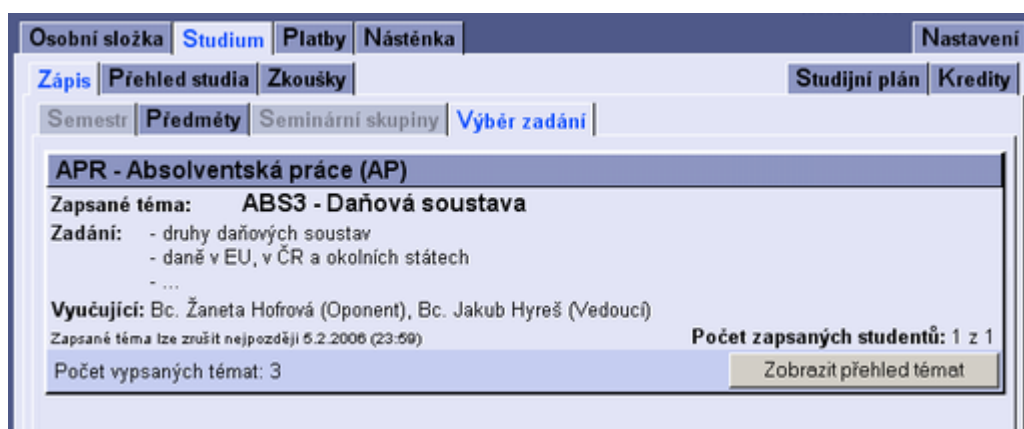 Osobní složka Studium Platby Nástěnka Nastavení
Zápis Přehled studia Zkoušky Studijní plán Kredity
Semestr Předměty Seminární skupiny Výběr zadání
APR - Absolventská práce (AP)
Zapsané téma: ABS3 - Daňová soustava
Zadání: - druhy daňových soustav
- daně v EU, v ČR a okolních státech
- ...
Vyučující: Bc. Žaneta Hofrová (Oponent), Bc. Jakub Hyreš (Vedoucí)
Zapsané téma lze zrušit nejpozději 5.2.2006 (23:59) Počet zapsaných studentů: 1 z 1
Počet vypsaných témat: 3 Zobrazit přehled témat